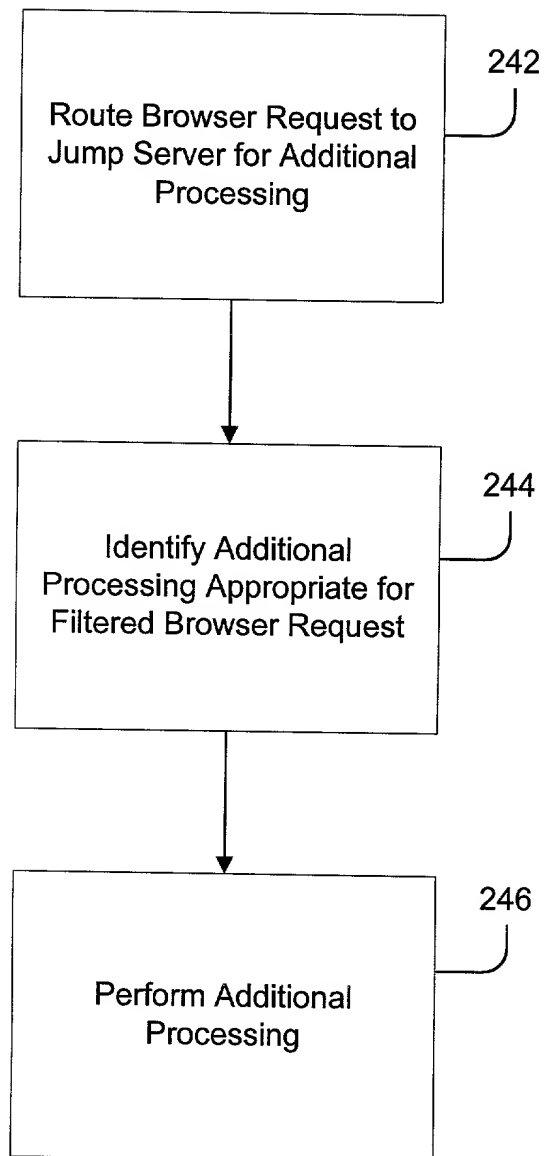 242
Route Browser Request to
Jump Server for Additional
Processing
244
Identify Additional
Processing Appropriate for
Filtered Browser Request
246
Perform Additional
Processing